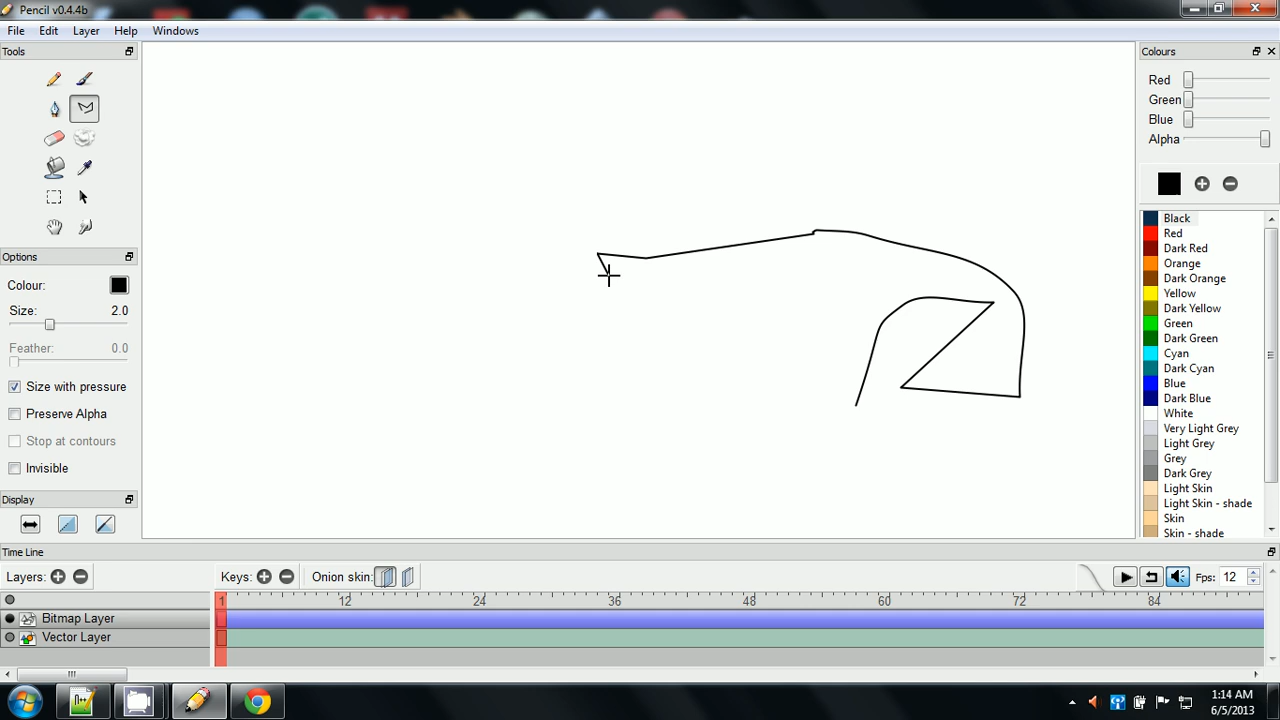 Pencil v0.4.4b
File Edit Layer Help Windows
Tools
Options
Colour:
Size: 2.0
Feather: 0.0
Size with pressure
Preserve Alpha
Stop at contours
Invisible
Display
Colours
Red
Green
Blue
Alpha
Black
Red
Dark Red
Orange
Dark Orange
Yellow
Dark Yellow
Green
Dark Green
Cyan
Dark Cyan
Blue
Dark Blue
White
Very Light Grey
Light Grey
Grey
Dark Grey
Light Skin
Light Skin - shade
Skin
Skin - shade
Time Line
Layers: Keys: Onion skin: Fps: 12
1 12 24 36 48 60 72 84
Bitmap Layer
Vector Layer
1:14 AM
6/5/2013